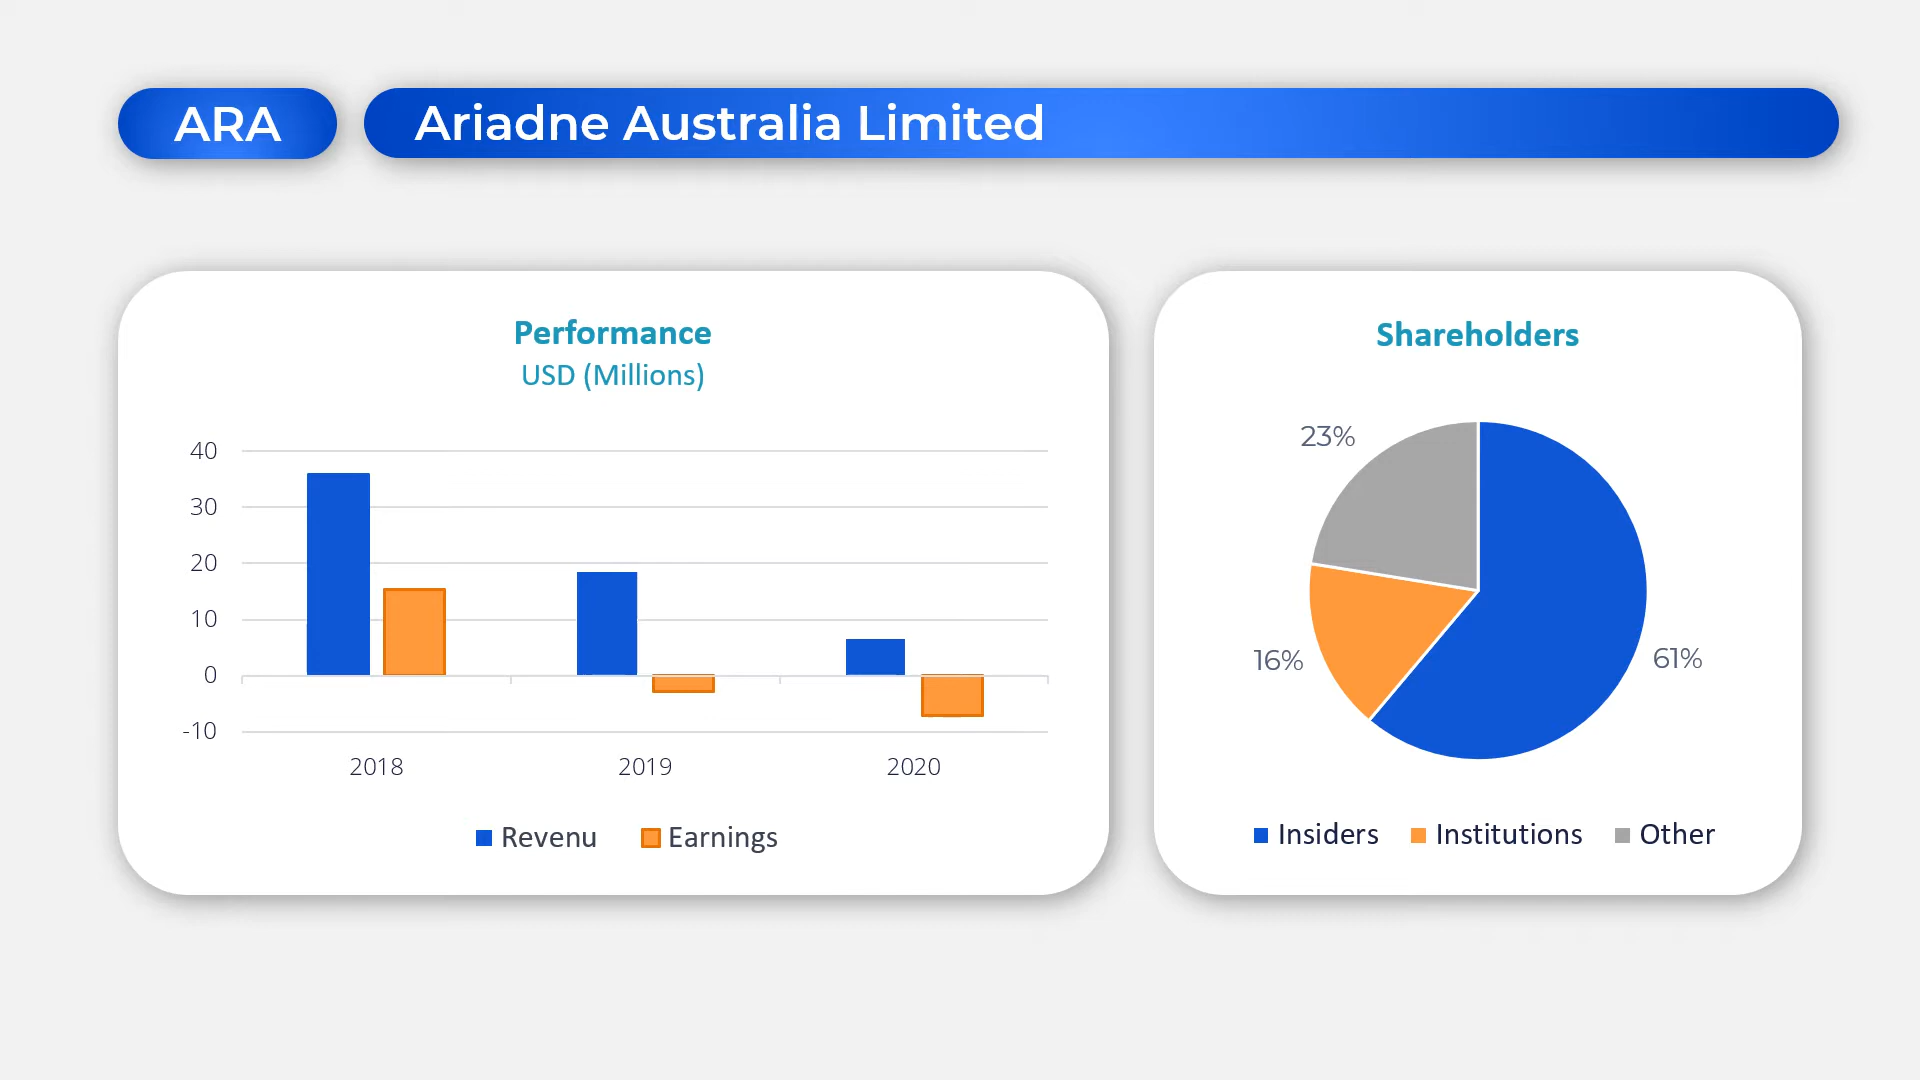 ARA
Ariadne Australia Limited
Performance
USD (Millions)
40
30
20
10
0
-10
2018 2019 2020
Revenu Earnings
Shareholders
23%
16%
61%
Insiders Institutions Other